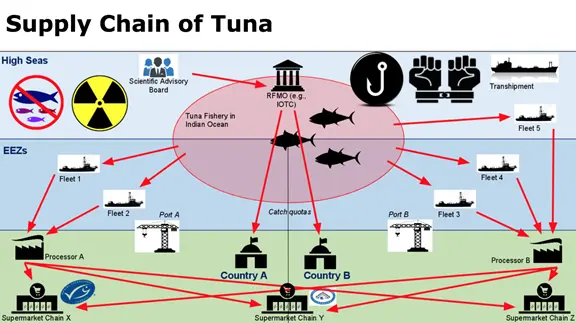 Supply Chain of Tuna
High Seas
Scientific Advisory
Board
RFMO (e.g.,
IOTC)
Transhipment
Tuna Fishery in
Indian Ocean
Fleet 5
EEZs
Fleet 1
Fleet 4
Fleet 2
Port A
Catch quotas
Port B
Fleet 3
Processor A
Country A
Country B
Processor B
Supermarket Chain X
Supermarket Chain Y
Supermarket Chain Z